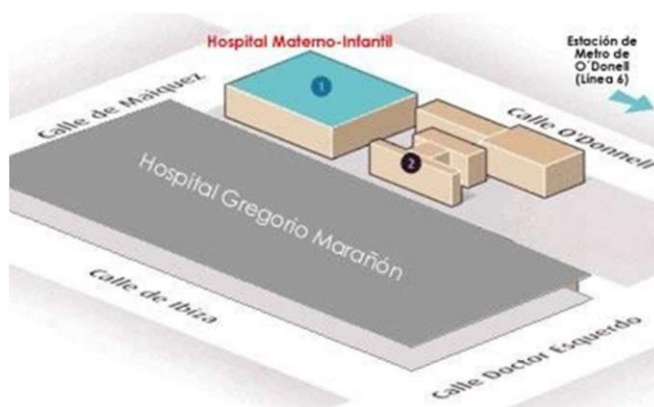 Hospital Materno-Infantil
Estación de
Metro de
O´Donell
(Línea 6)
1
Calle de Maiquez
Calle O'Donnell
2
Hospital Gregorio Marañón
Calle de Ibiza
Calle Doctor Esquerdo